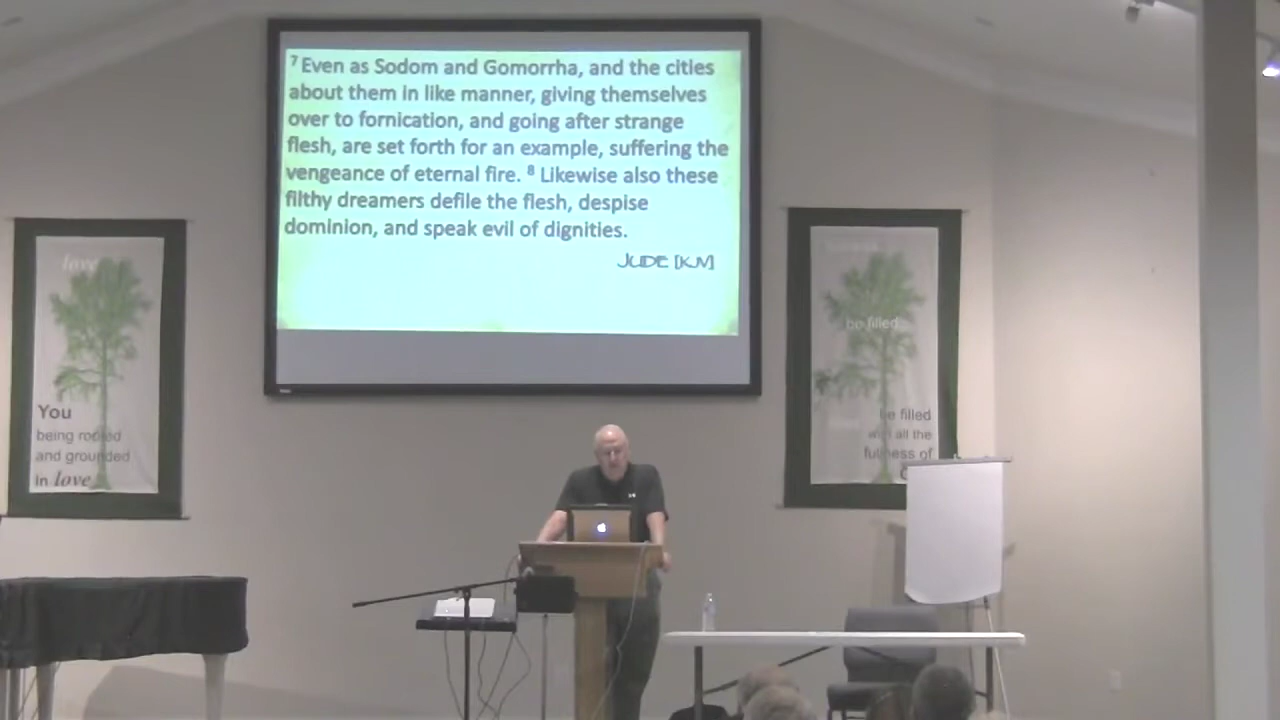 7 Even as Sodom and Gomorrha, and the cities
about them in like manner, giving themselves
over to fornication, and going after strange
flesh, are set forth for an example, suffering the
vengeance of eternal fire. 8 Likewise also these
filthy dreamers defile the flesh, despise
dominion, and speak evil of dignities.
JUDE [KJV]
love
You
being rooted
and grounded
in love
be filled
be filled
with all the
fullness of